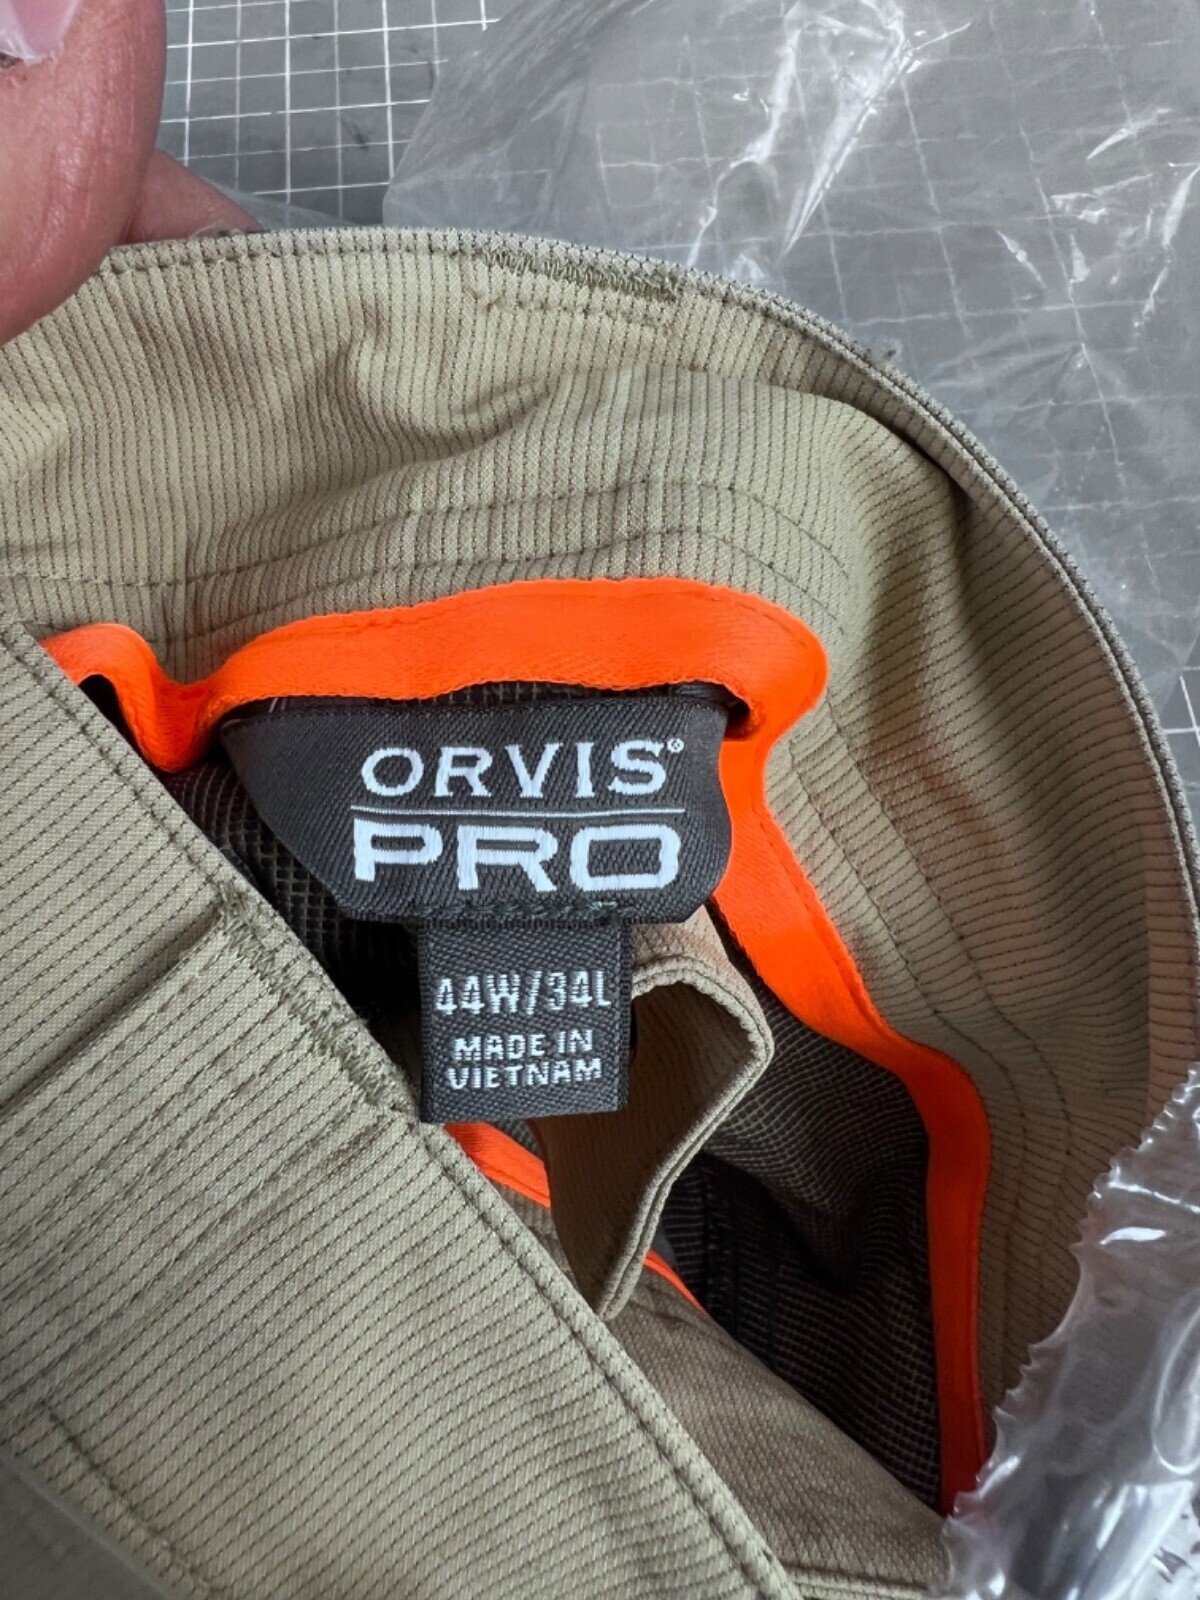 ORVIS®
PRO
44W/34L
MADE IN
VIETNAM